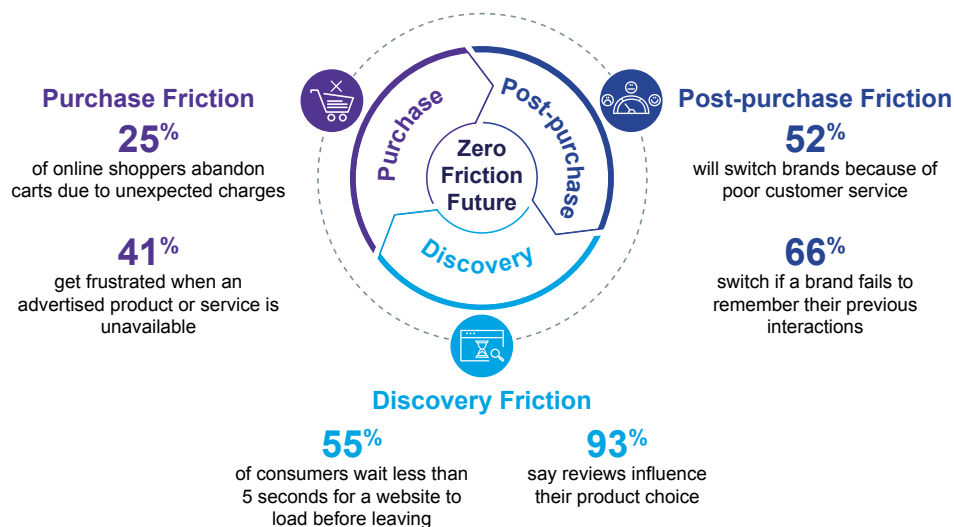 Purchase Friction
25%
of online shoppers abandon
carts due to unexpected charges
41%
get frustrated when an
advertised product or service is
unavailable
Purchase
Post-purchase
Discovery
Zero
Friction
Future
Post-purchase Friction
52%
will switch brands because of
poor customer service
66%
switch if a brand fails to
remember their previous
interactions
Discovery Friction
55%
of consumers wait less than
5 seconds for a website to
load before leaving
93%
say reviews influence
their product choice